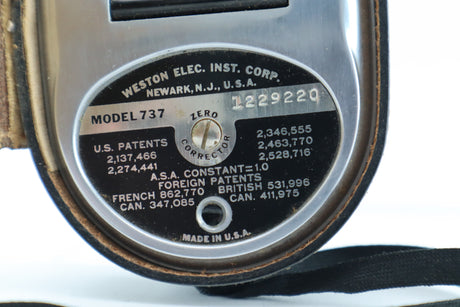 WESTON ELEC. INST. CORP.
NEWARK, N.J., U.S.A.
MODEL 737
1229220
ZERO
CORRECTOR
U.S. PATENTS
2,137,466
2,274,441
2,346,555
2,463,770
2,528,716
A.S.A. CONSTANT=1.0
FOREIGN PATENTS
FRENCH 862,770 BRITISH 531,996
CAN. 347,085 CAN. 411,975
MADE IN U.S.A.